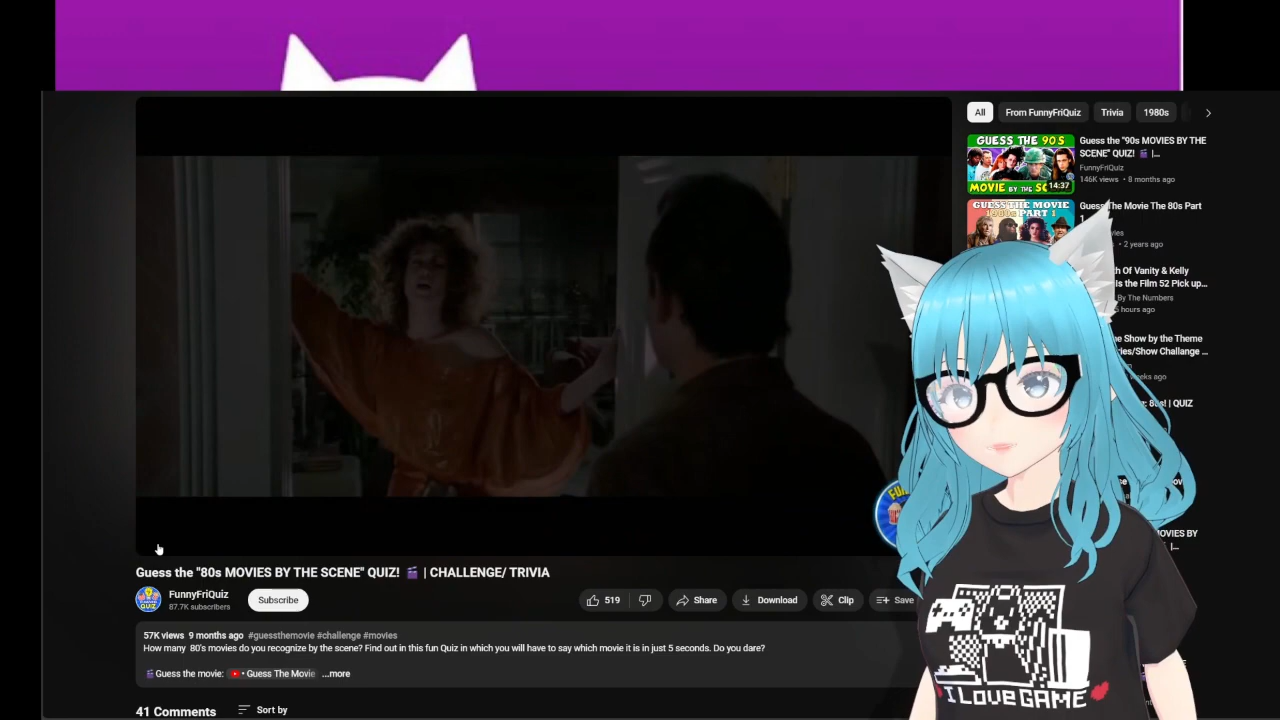 All
From FunnyFriQuiz
Trivia
1980s
GUESS THE 90S
MOVIE BY THE
14:37
Guess the "90s MOVIES BY THE
SCENE" QUIZ! 🎬 |...
FunnyFriQuiz
146K views • 8 months ago
GUESS THE MOVIE
1980S PART 1
Guess The Movie The 80s Part
1
• 2 years ago
Of Vanity & Kelly
is the Film 52 Pick up...
By The Numbers
hours ago
Show by the Theme
/Show Challange ...
ago
! | QUIZ
BY
Guess the "80s MOVIES BY THE SCENE" QUIZ! 🎬 | CHALLENGE/ TRIVIA
FunnyFriQuiz
87.7K subscribers
Subscribe
519
Share
Download
Clip
Save
57K views 9 months ago #guessthemovie #challenge #movies
How many 80's movies do you recognize by the scene? Find out in this fun Quiz in which you will have to say which movie it is in just 5 seconds. Do you dare?
🎬Guess the movie: • Guess The Movie ...more
41 Comments
Sort by
I LOVE GAME